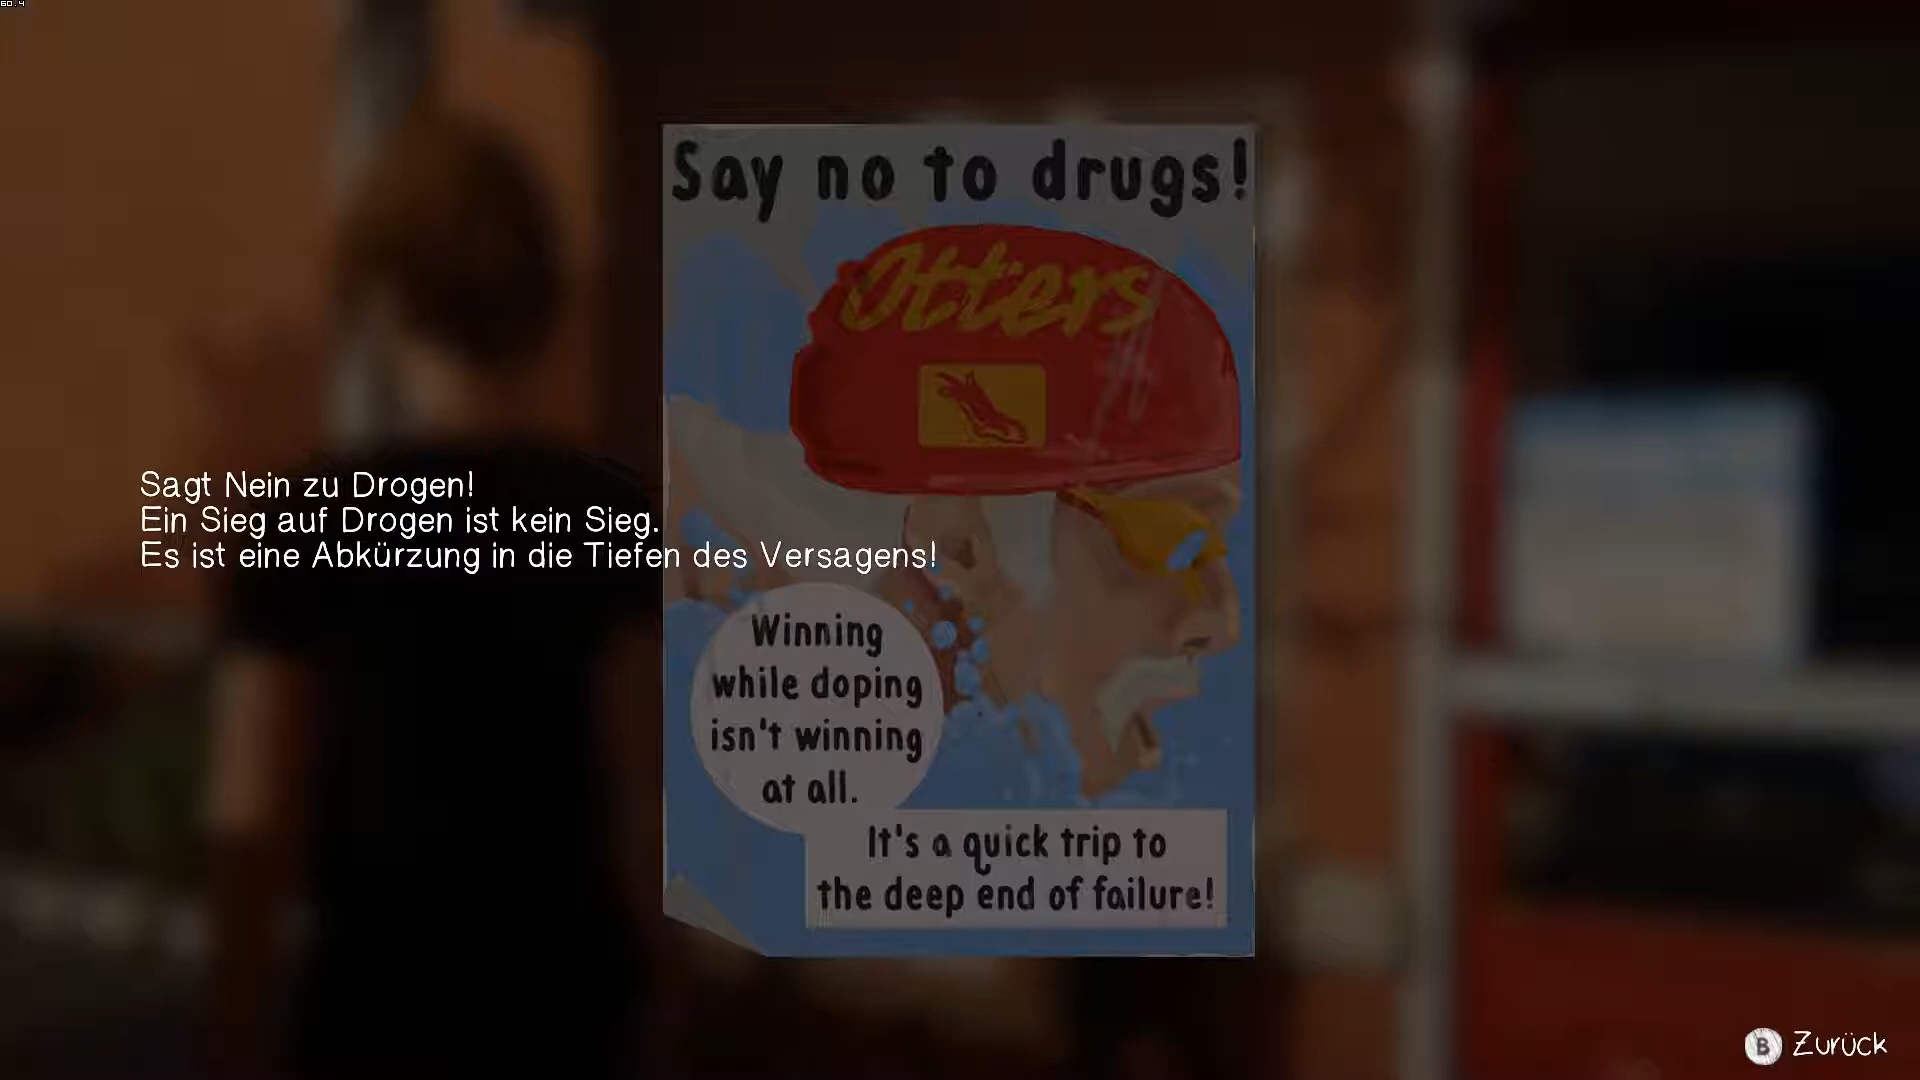 60.4
Say no to drugs!
Otters
Sagt Nein zu Drogen!
Ein Sieg auf Drogen ist kein Sieg.
Es ist eine Abkürzung in die Tiefen des Versagens!
Winning
while doping
isn't winning
at all.
It's a quick trip to
the deep end of failure!
B Zurück